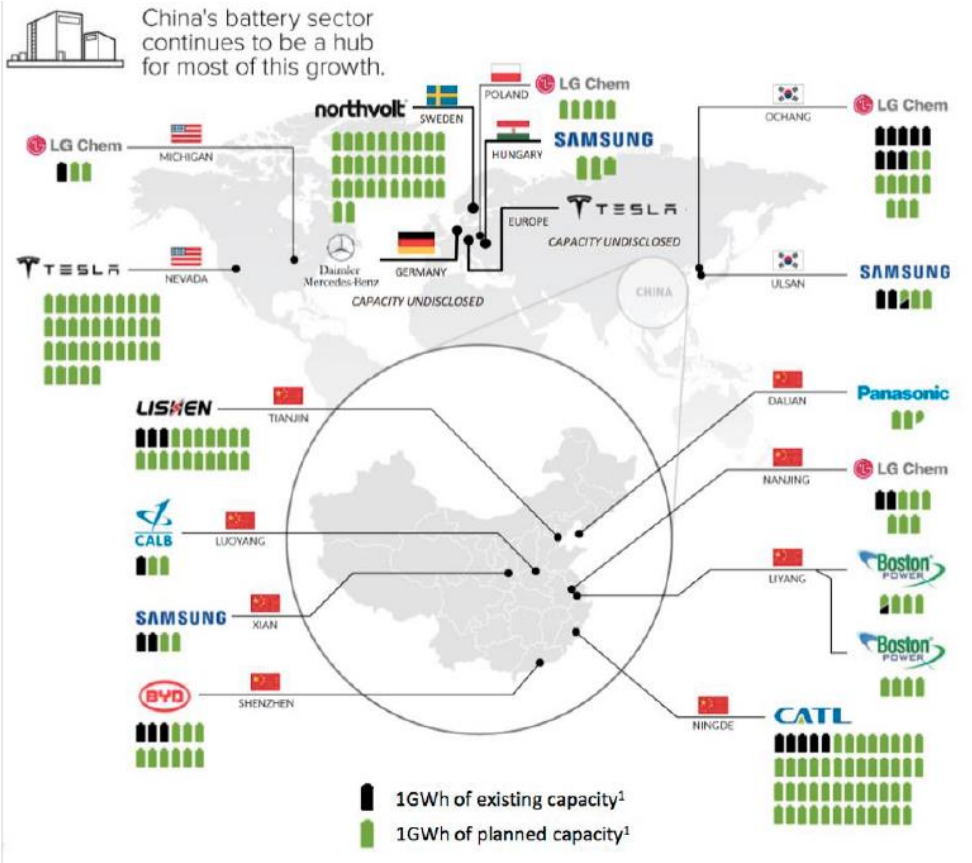 China's battery sector
continues to be a hub
for most of this growth.
LG Chem
MICHIGAN
northvolt
SWEDEN
POLAND
LG Chem
HUNGARY
SAMSUNG
OCHANG
LG Chem
TESLA
NEVADA
Daimler
Mercedes-Benz
GERMANY
CAPACITY UNDISCLOSED
EUROPE
TESLA
CAPACITY UNDISCLOSED
CHINA
ULSAN
SAMSUNG
LISHEN
TIANJIN
DALIAN
Panasonic
NANJING
LG Chem
CALB
LUOYANG
LIYANG
Boston
POWER
SAMSUNG
XIAN
Boston
POWER
BYD
SHENZHEN
NINGDE
CATL
1GWh of existing capacity¹
1GWh of planned capacity¹